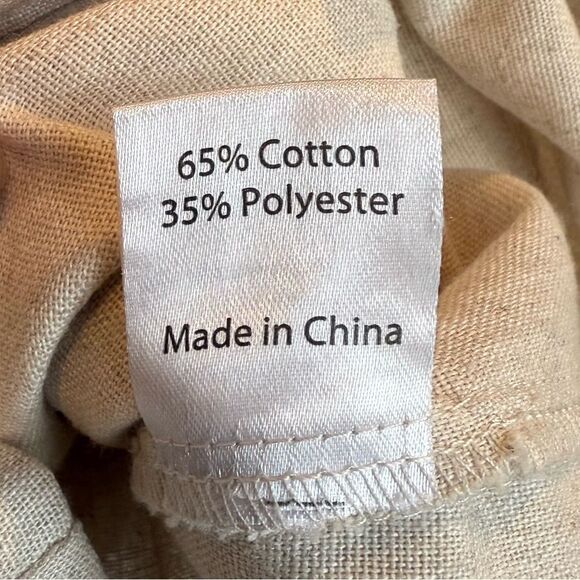 65% Cotton
35% Polyester
Made in China